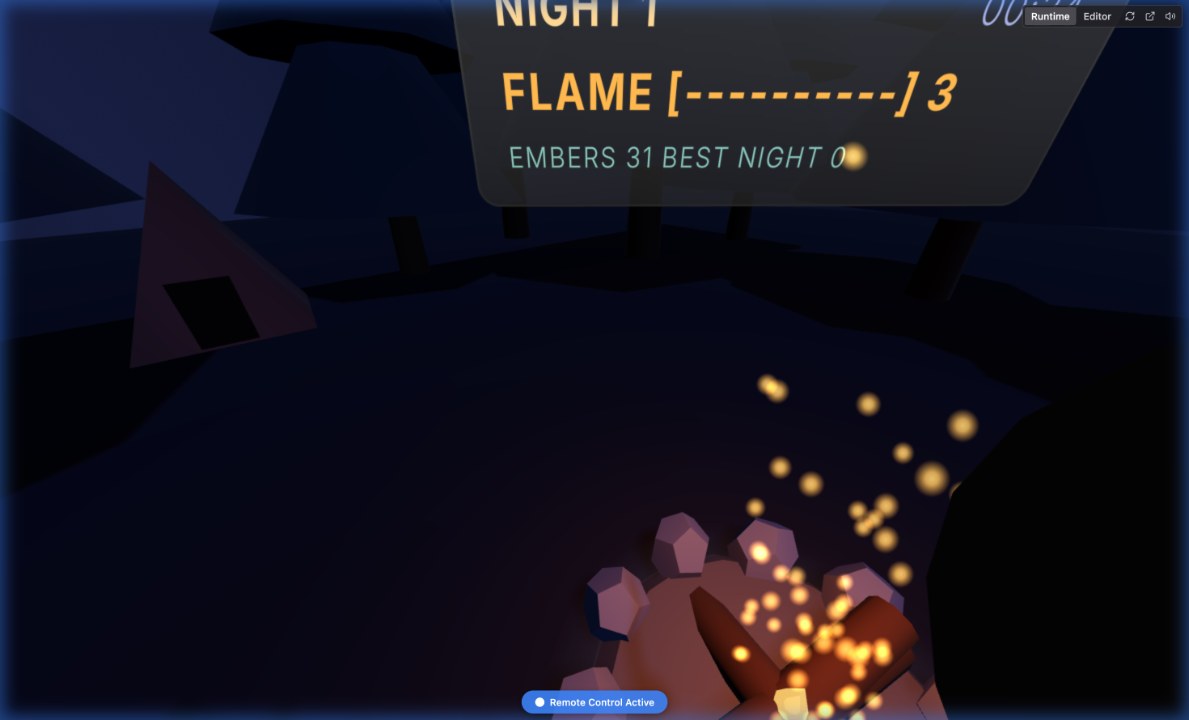 Runtime Editor
NIGHT 1
FLAME [----------] 3
EMBERS 31 BEST NIGHT 0
Remote Control Active